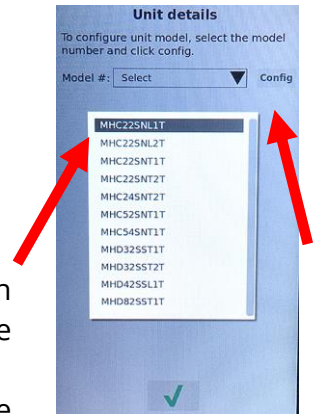 Unit details
To configure unit model, select the model
number and click config.
Model #: Select Config
MHC22SNL1T
MHC22SNL2T
MHC22SNT1T
MHC22SNT2T
MHC24SNT2T
MHC52SNT1T
MHC54SNT1T
MHD32SST1T
MHD32SST2T
MHD42SSL1T
MHD82SST1T